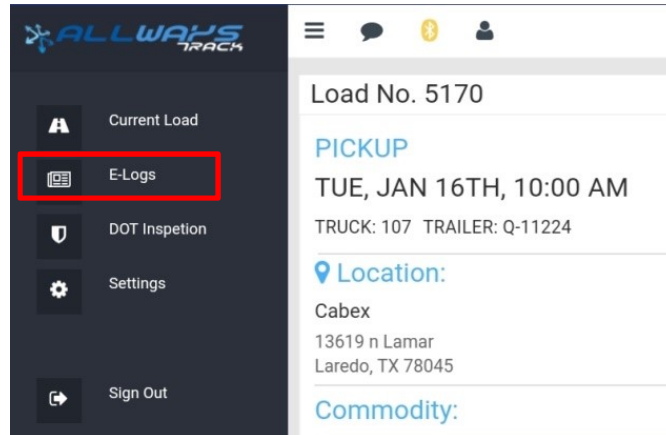 ALLWAYS
TRACK
Current Load
E-Logs
DOT Inspetion
Settings
Sign Out
Load No. 5170
PICKUP
TUE, JAN 16TH, 10:00 AM
TRUCK: 107 TRAILER: Q-11224
Location:
Cabex
13619 n Lamar
Laredo, TX 78045
Commodity: